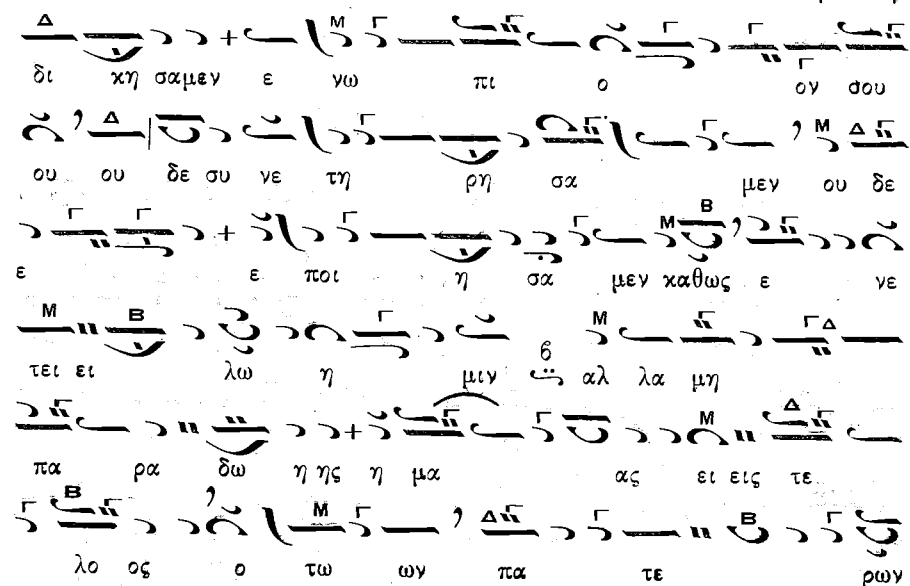 δι κη σαμεν ε νω πι ο ον σου
ου ου δε συ νε τη ρη σα μεν ου δε
ε ε ποι η σα μεν καθως ε νε
τει ει λω η μιν αλ λα μη
πα ρα δω η ης η μα ας ει εις τε
λο ος ο τω ων πα τε ρων